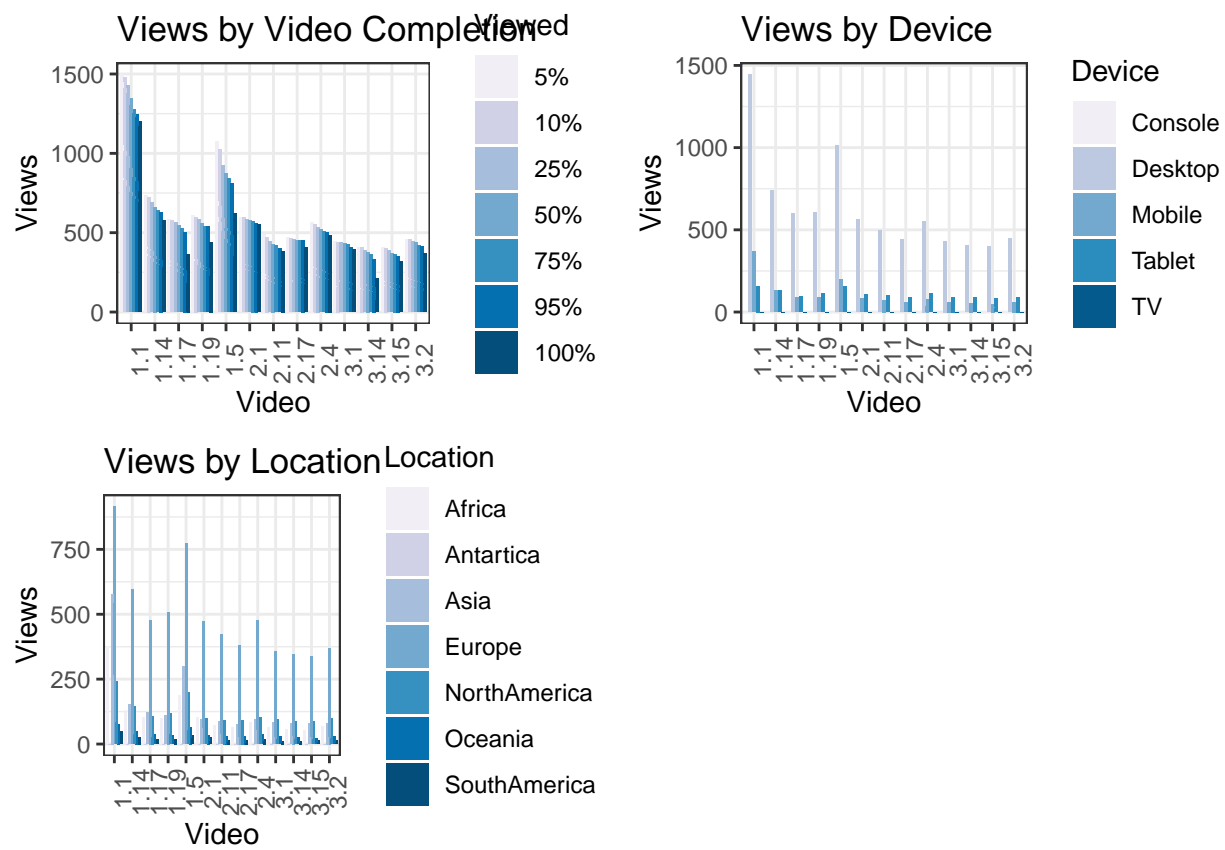 Views by Video Completion
Viewed
1500
1000
500
0
Views
1.1
1.14
1.17
1.19
1.5
2.1
2.11
2.17
2.4
3.1
3.14
3.15
3.2
Video
5%
10%
25%
50%
75%
95%
100%
Views by Device
1500
1000
500
0
Views
1.1
1.14
1.17
1.19
1.5
2.1
2.11
2.17
2.4
3.1
3.14
3.15
3.2
Video
Device
Console
Desktop
Mobile
Tablet
TV
Views by Location
750
500
250
0
Views
1.1
1.14
1.17
1.19
1.5
2.1
2.11
2.17
2.4
3.1
3.14
3.15
3.2
Video
Location
Africa
Antartica
Asia
Europe
NorthAmerica
Oceania
SouthAmerica